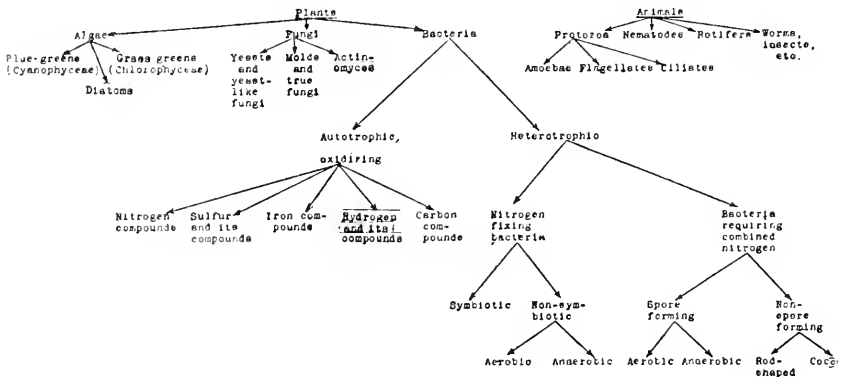 Plants
Animals
Algae
Fungi
Bacteria
Protozoa Nematodes Rotifers Worms, insects, etc.
Blue-greens (Cyanophyceae)
Grass greens (Chlorophyceae)
Diatoms
Yeasts and yeast-like fungi
Molds and true fungi
Actinomyces
Amoebae Flagellates Ciliates
Autotrophic, oxidizing
Heterotrophic
Nitrogen compounds
Sulfur and its compounds
Iron compounds
Hydrogen and its compounds
Carbon compounds
Nitrogen fixing bacteria
Bacteria requiring combined nitrogen
Symbiotic
Non-symbiotic
Spore forming
Non-spore forming
Aerobic Anaerobic Aerobic Anaerobic Rod-shaped Cocci